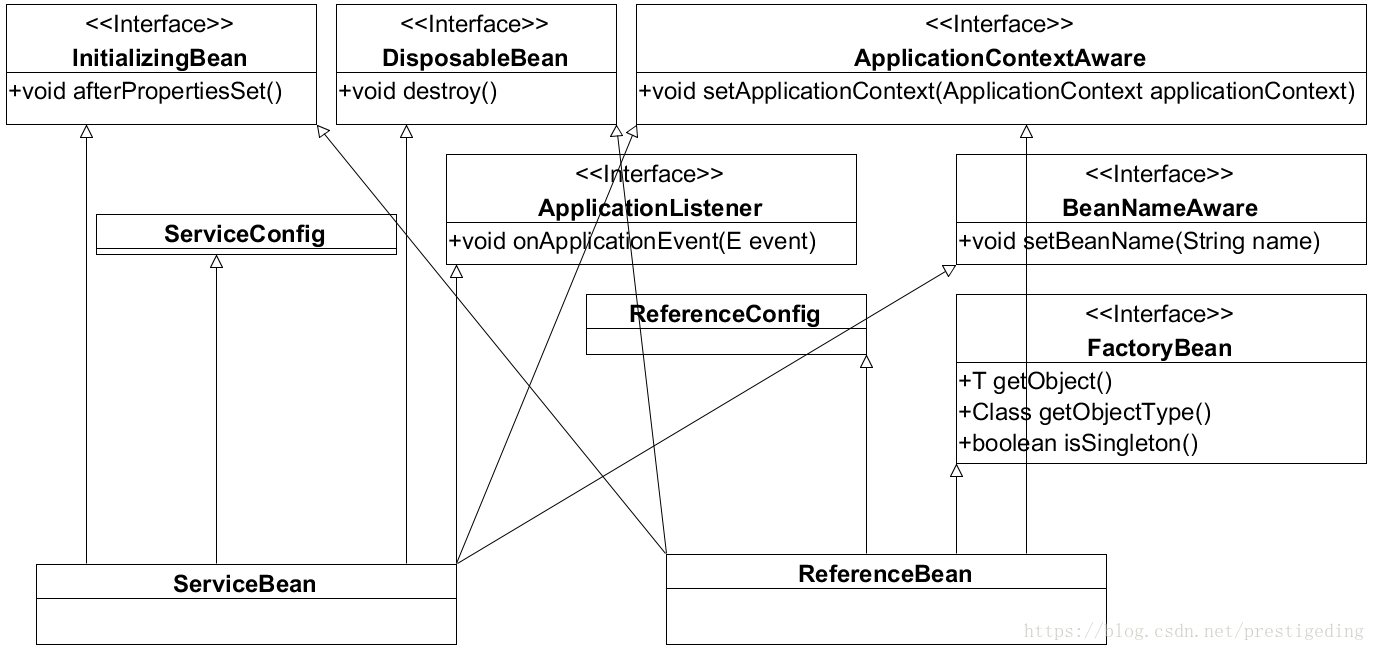 <<Interface>>
InitializingBean
+void afterPropertiesSet()
<<Interface>>
DisposableBean
+void destroy()
<<Interface>>
ApplicationContextAware
+void setApplicationContext(ApplicationContext applicationContext)
ServiceConfig
<<Interface>>
ApplicationListener
+void onApplicationEvent(E event)
<<Interface>>
BeanNameAware
+void setBeanName(String name)
ReferenceConfig
<<Interface>>
FactoryBean
+T getObject()
+Class getObjectType()
+boolean isSingleton()
ServiceBean
ReferenceBean
https://blog.csdn.net/prestigeding